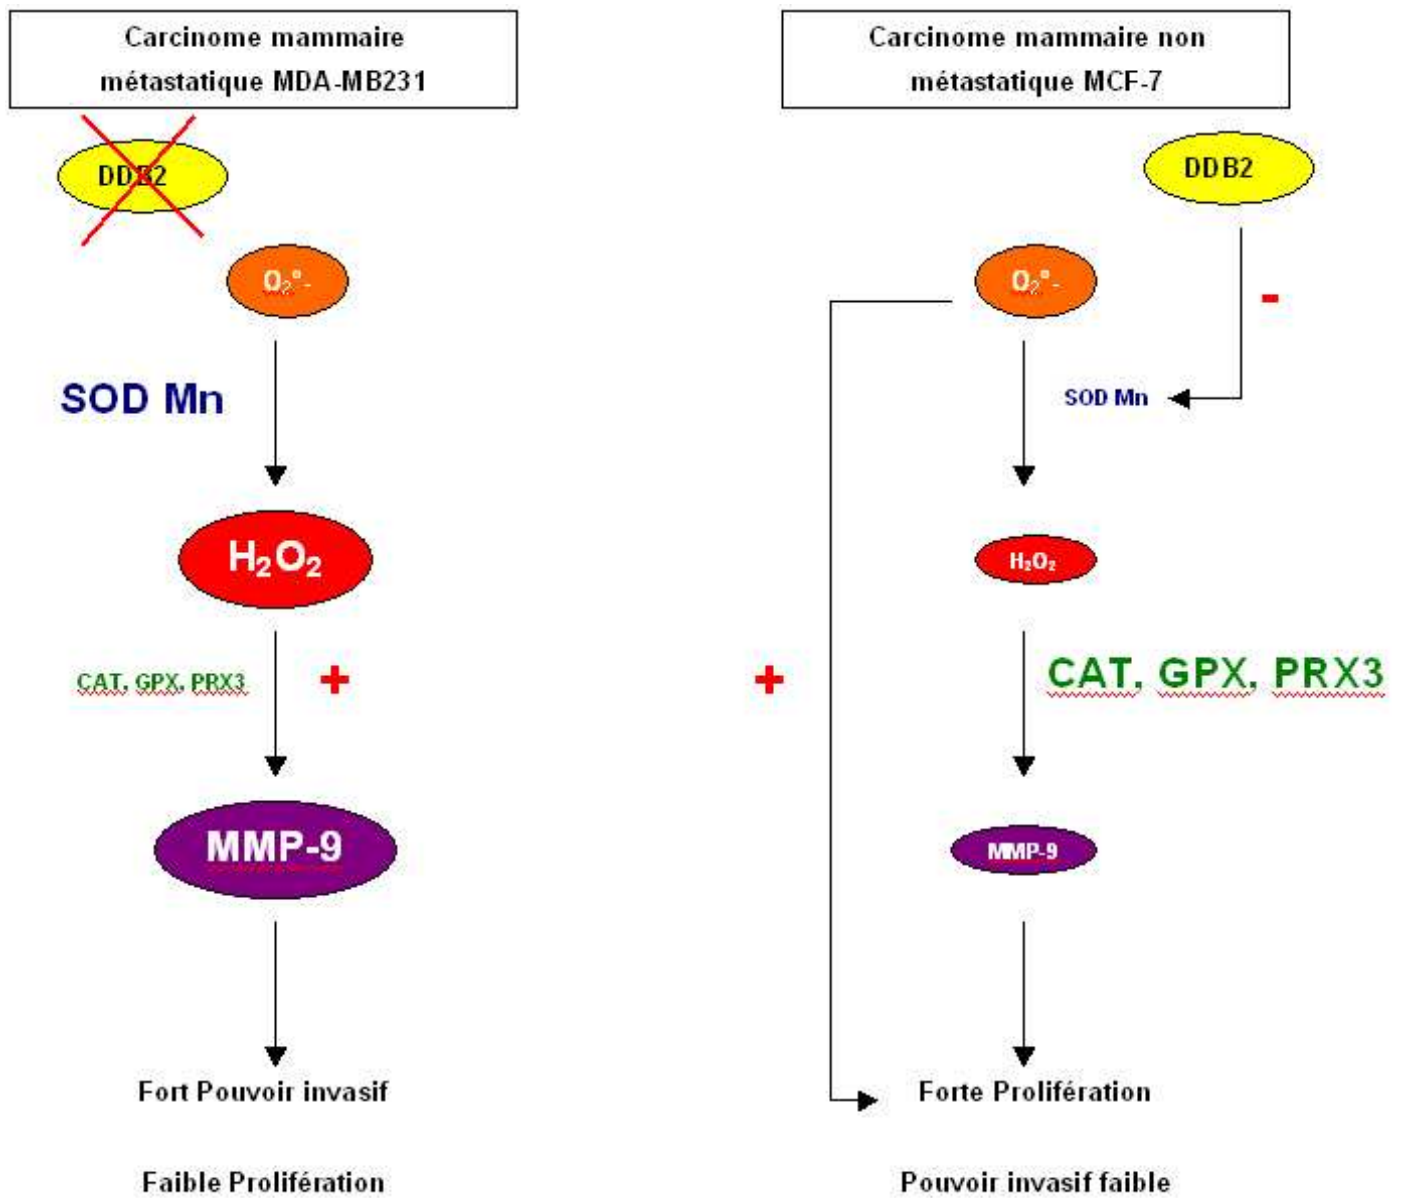 Carcinome mammaire
métastatique MDA-MB231
DDB2
O₂°-
SOD Mn
H₂O₂
CAT, GPX, PRX3
+
MMP-9
Fort Pouvoir invasif
Faible Prolifération
Carcinome mammaire non
métastatique MCF-7
DDB2
O₂°-
-
SOD Mn
H₂O₂
+
CAT, GPX, PRX3
MMP-9
Forte Prolifération
Pouvoir invasif faible